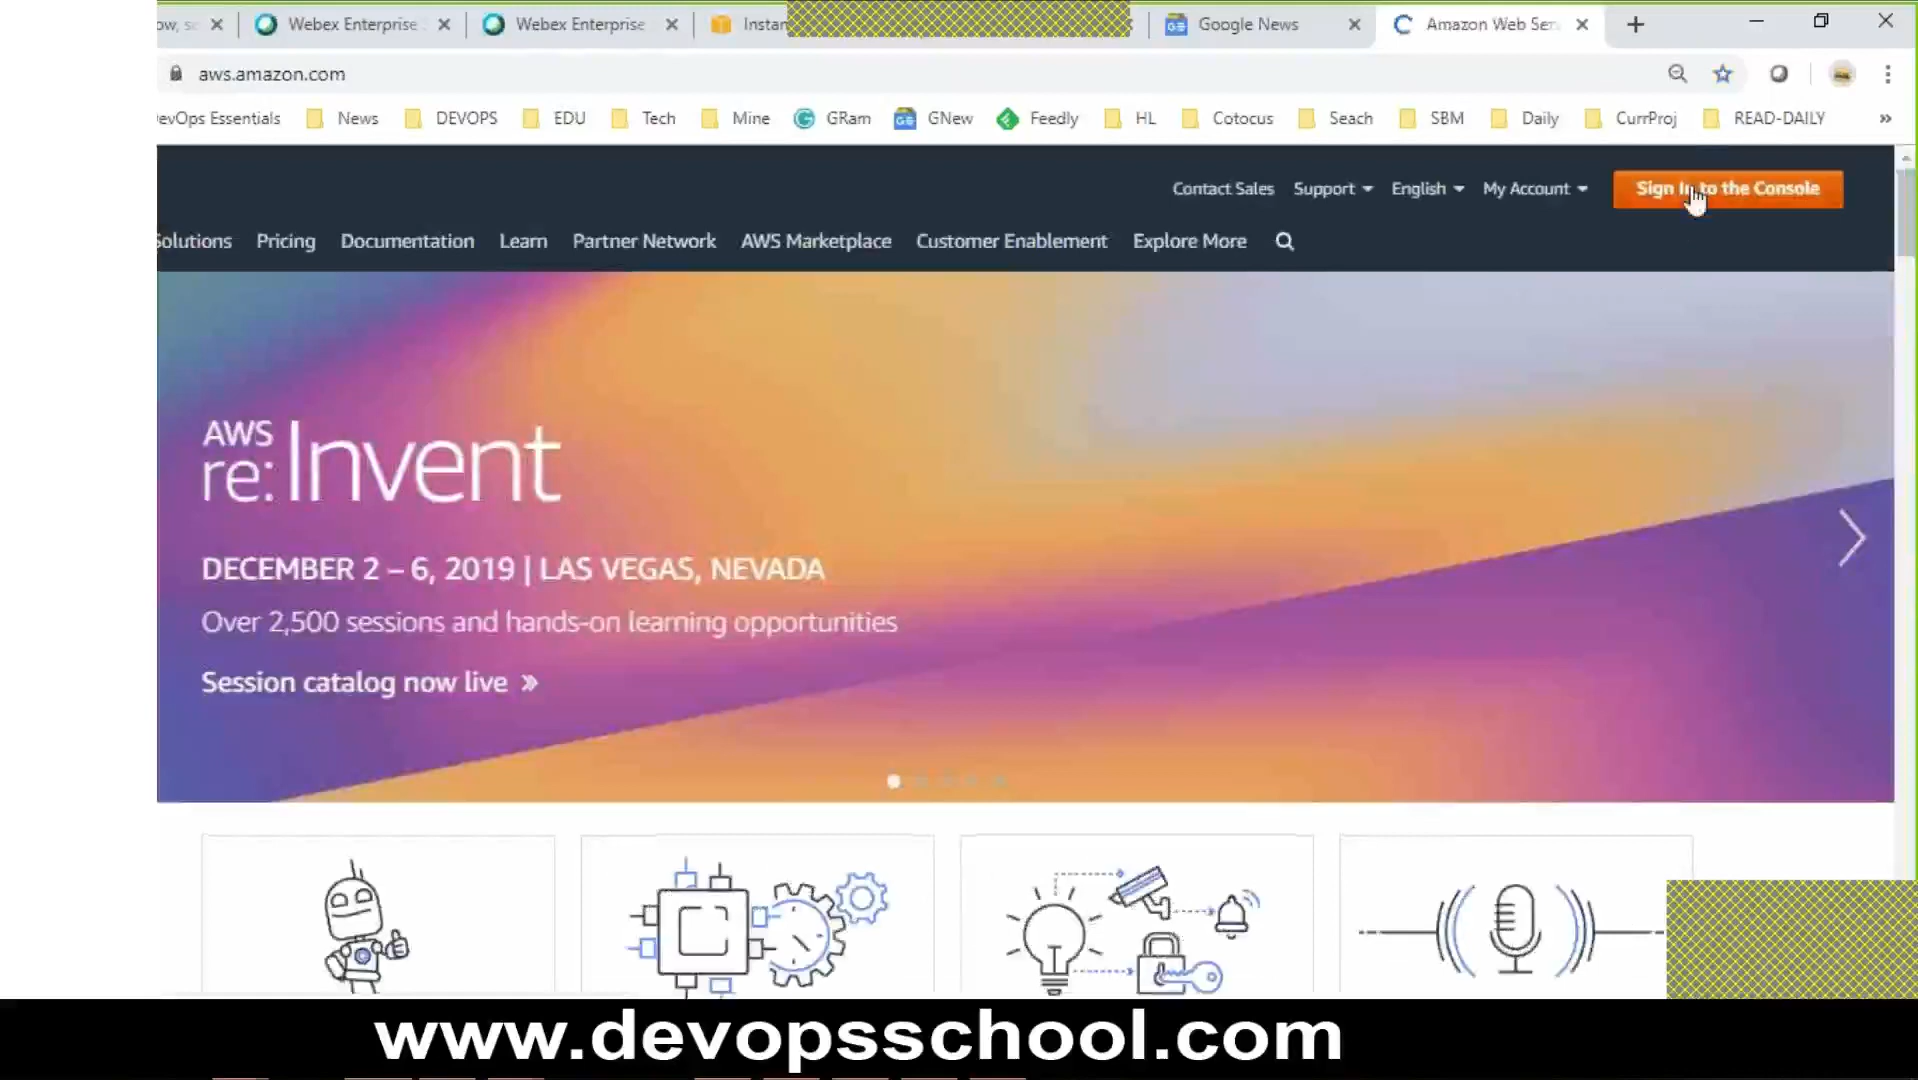 Webex Enterprise
Webex Enterprise
Google News
Amazon Web Ser
aws.amazon.com
evOps Essentials
News
DEVOPS
EDU
Tech
Mine
GRam
GNew
Feedly
HL
Cotocus
Seach
SBM
Daily
CurrProj
READ-DAILY
Contact Sales Support English My Account Sign In to the Console
Solutions Pricing Documentation Learn Partner Network AWS Marketplace Customer Enablement Explore More
AWS
re:Invent
DECEMBER 2 – 6, 2019 | LAS VEGAS, NEVADA
Over 2,500 sessions and hands-on learning opportunities
Session catalog now live »
www.devopsschool.com